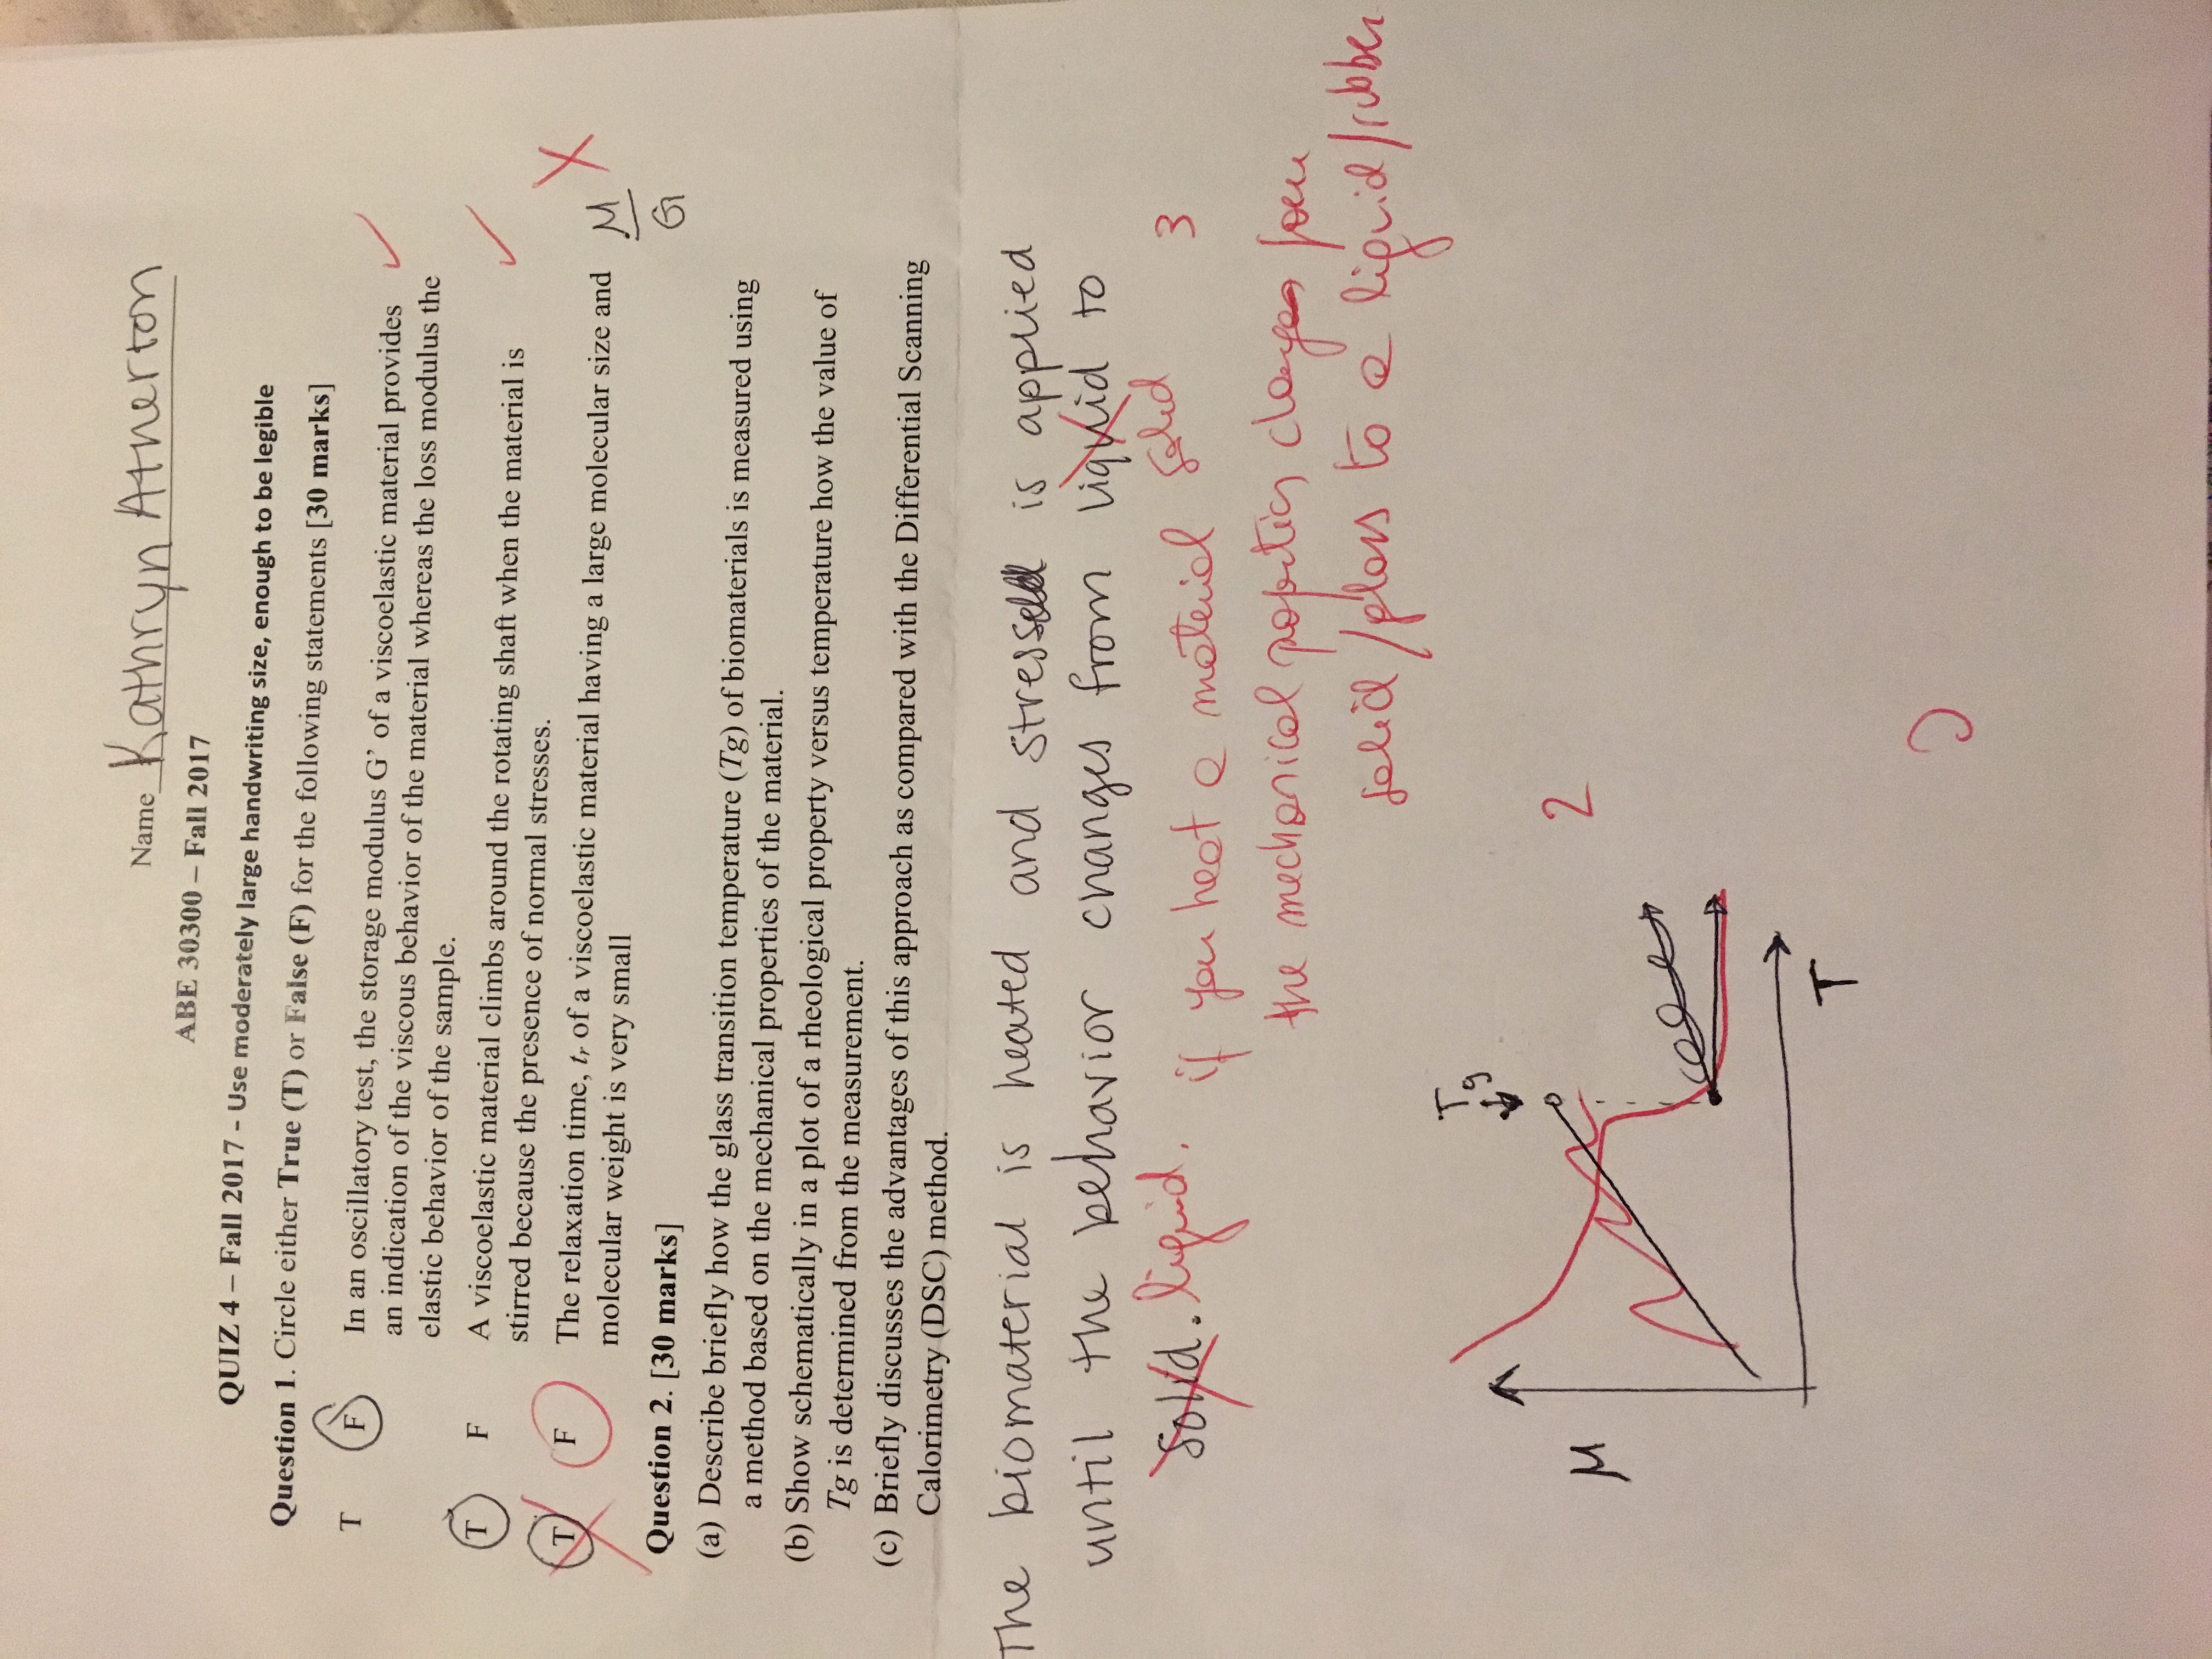 Name Kathryn Atherton
ABE 30300 – Fall 2017
QUIZ 4 – Fall 2017 - Use moderately large handwriting size, enough to be legible
Question 1. Circle either True (T) or False (F) for the following statements [30 marks]
T F In an oscillatory test, the storage modulus G' of a viscoelastic material provides
an indication of the viscous behavior of the material whereas the loss modulus the
elastic behavior of the sample.
T F A viscoelastic material climbs around the rotating shaft when the material is
stirred because the presence of normal stresses.
T F The relaxation time, tr of a viscoelastic material having a large molecular size and
molecular weight is very small
μ
G
Question 2. [30 marks]
(a) Describe briefly how the glass transition temperature (Tg) of biomaterials is measured using
a method based on the mechanical properties of the material.
(b) Show schematically in a plot of a rheological property versus temperature how the value of
Tg is determined from the measurement.
(c) Briefly discusses the advantages of this approach as compared with the Differential Scanning
Calorimetry (DSC) method.
The biomaterial is heated and stress is applied
until the behavior changes from liquid to
solid. liquid. if you heat a material solid 3
the mechanical properties changes from
solid/glass to a liquid/rubber
Tg
μ
2
T